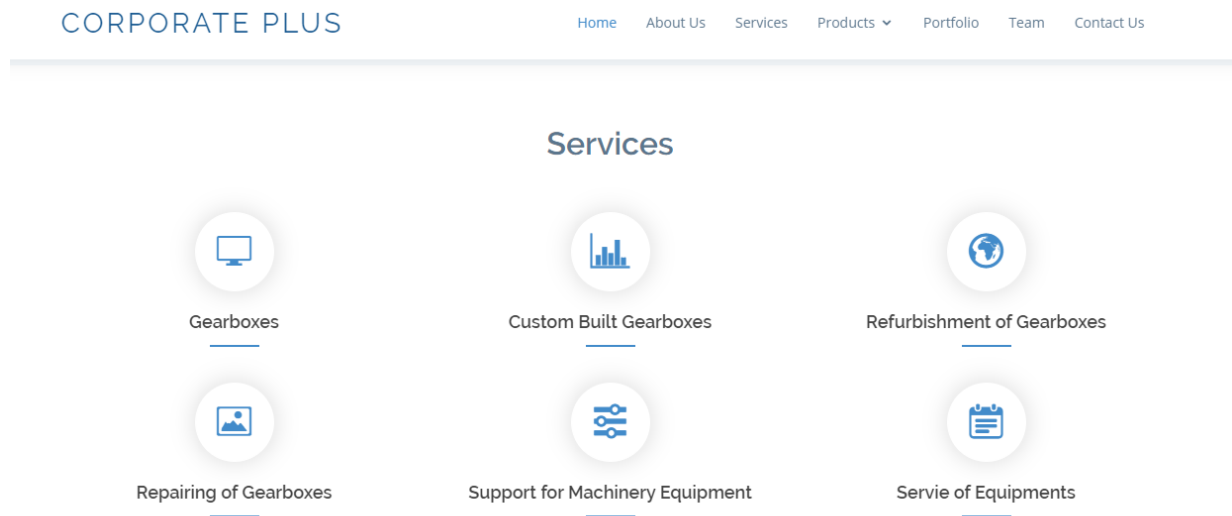 CORPORATE PLUS
Home About Us Services Products Portfolio Team Contact Us
Services
Gearboxes Custom Built Gearboxes Refurbishment of Gearboxes
Repairing of Gearboxes Support for Machinery Equipment Servie of Equipments